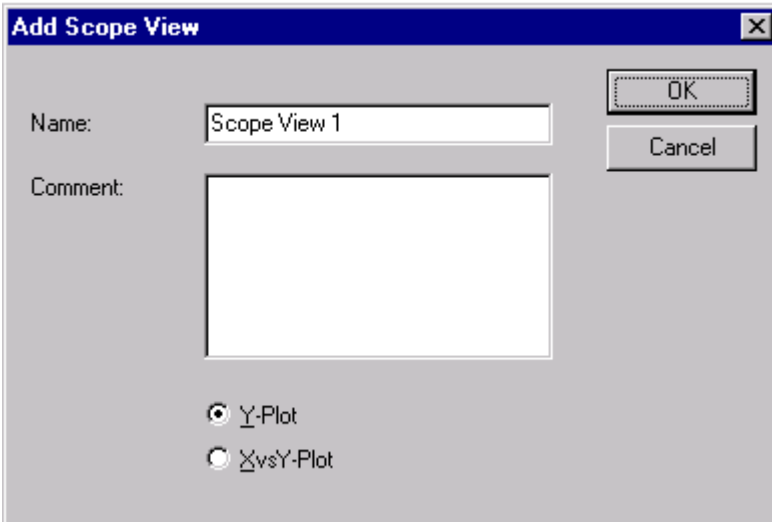 Add Scope View
Name:
Scope View 1
OK
Cancel
Comment:
Y-Plot
XvsY-Plot